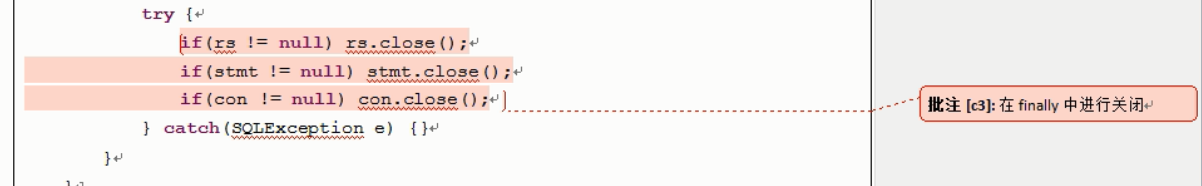 try {
if(rs != null) rs.close();
if(stmt != null) stmt.close();
if(con != null) con.close();
批注 [c3]: 在 finally 中进行关闭
} catch(SQLException e) {}
}
}